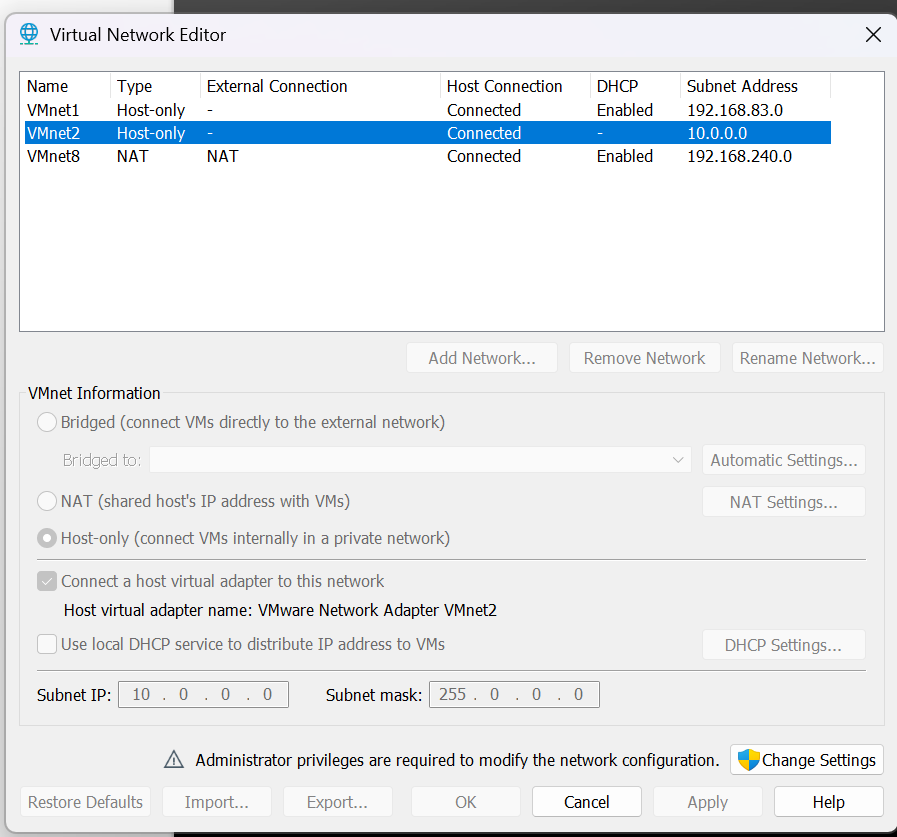 Virtual Network Editor
Name Type External Connection Host Connection DHCP Subnet Address
VMnet1 Host-only - Connected Enabled 192.168.83.0
VMnet2 Host-only - Connected - 10.0.0.0
VMnet8 NAT NAT Connected Enabled 192.168.240.0
Add Network... Remove Network Rename Network...
VMnet Information
Bridged (connect VMs directly to the external network)
Bridged to: Automatic Settings...
NAT (shared host's IP address with VMs) NAT Settings...
Host-only (connect VMs internally in a private network)
Connect a host virtual adapter to this network
Host virtual adapter name: VMware Network Adapter VMnet2
Use local DHCP service to distribute IP address to VMs DHCP Settings...
Subnet IP: 10 . 0 . 0 . 0 Subnet mask: 255 . 0 . 0 . 0
Administrator privileges are required to modify the network configuration. Change Settings
Restore Defaults Import... Export... OK Cancel Apply Help